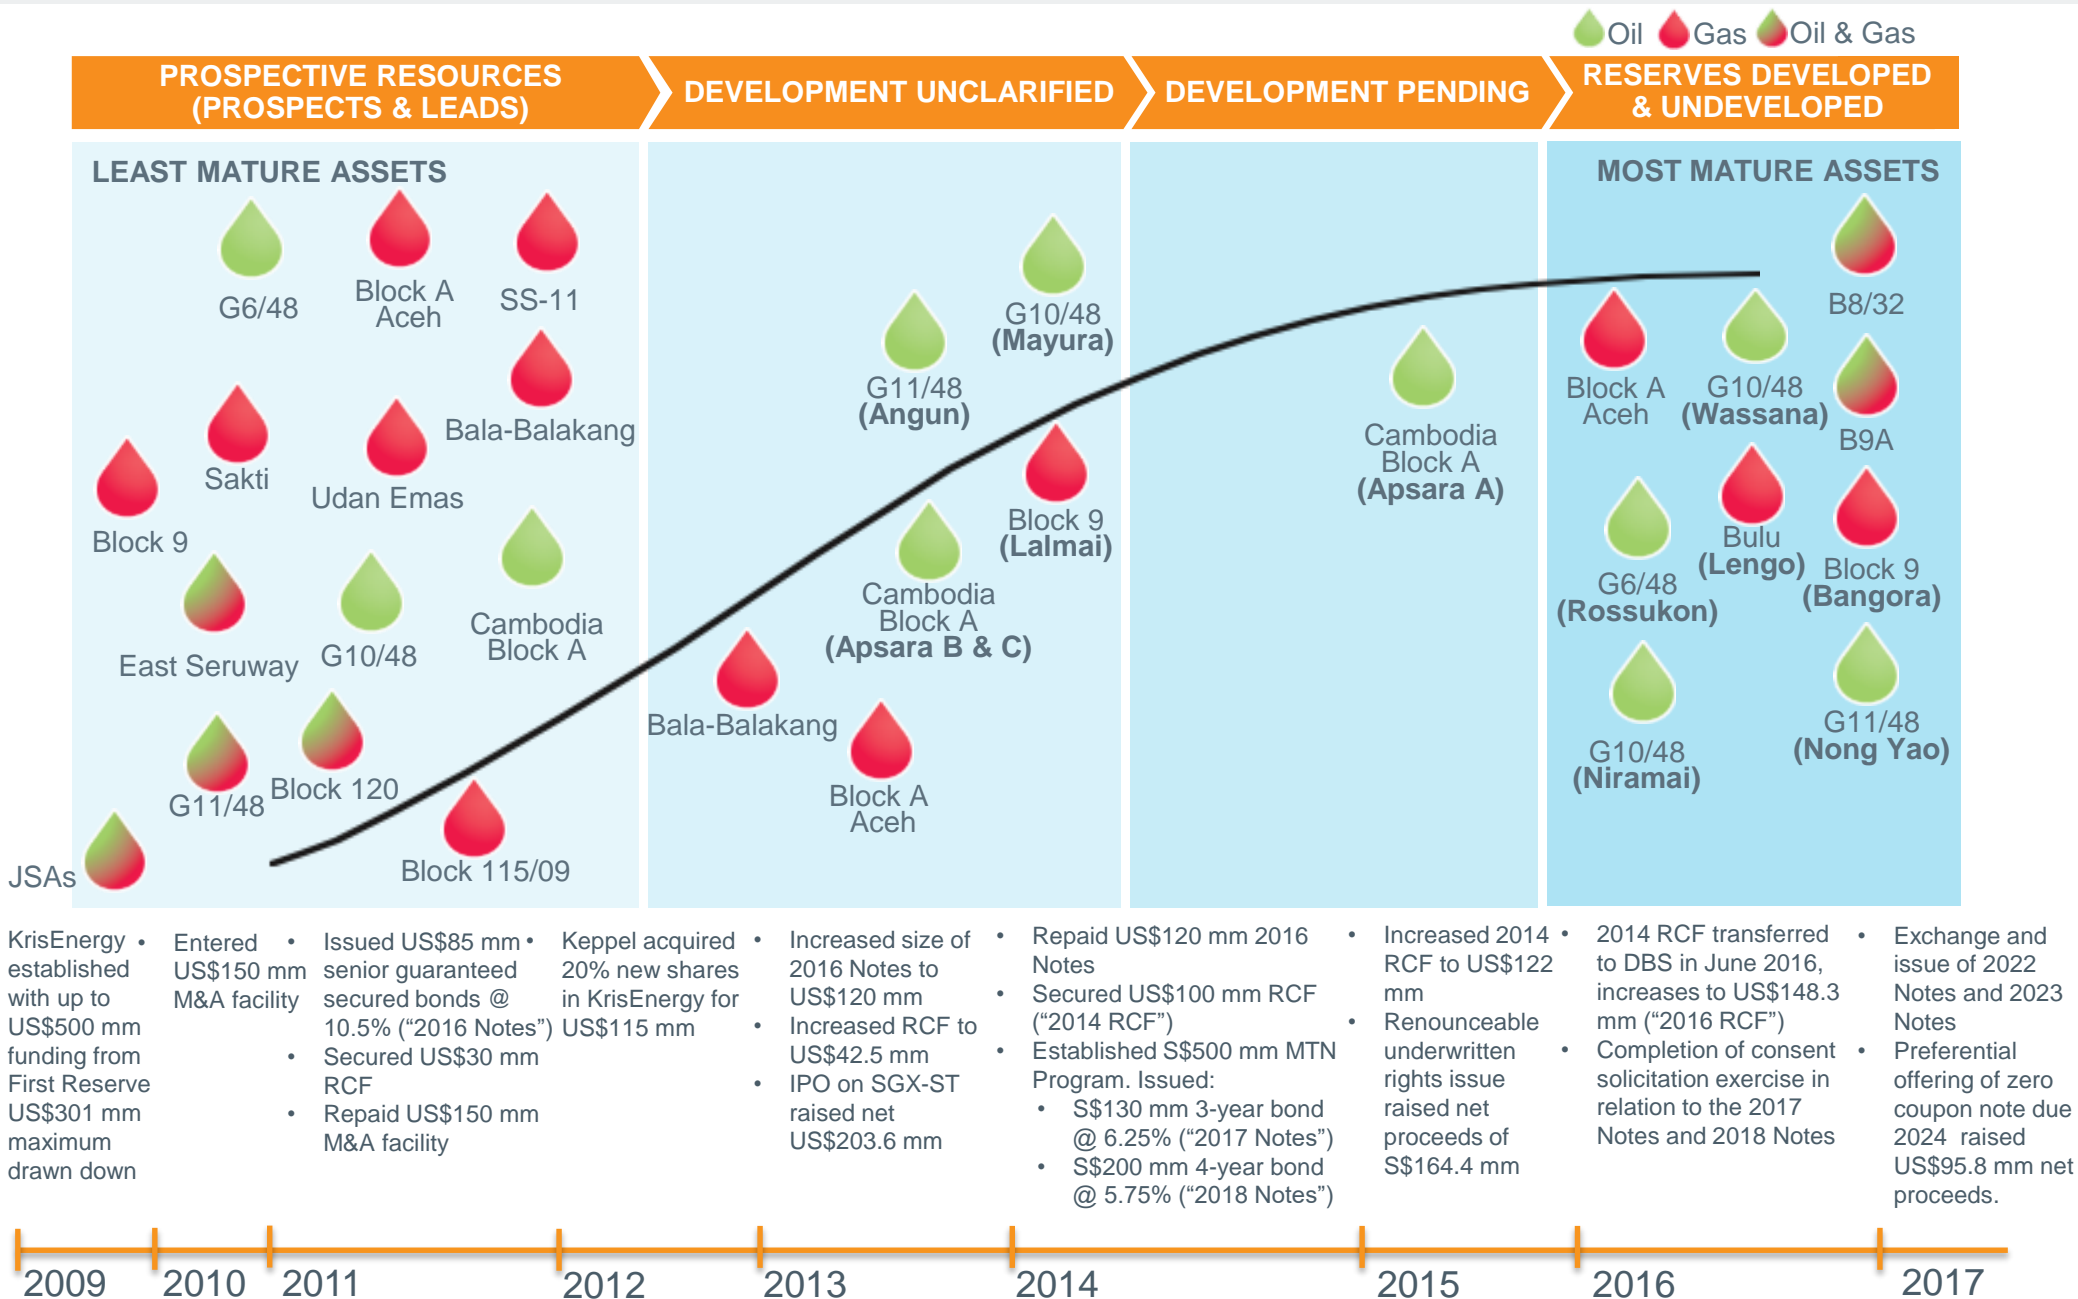 Oil
Gas
Oil & Gas
PROSPECTIVE RESOURCES
(PROSPECTS & LEADS)
DEVELOPMENT UNCLARIFIED
DEVELOPMENT PENDING
RESERVES DEVELOPED
& UNDEVELOPED
LEAST MATURE ASSETS
G6/48
Block A
Aceh
SS-11
Bala-Balakang
Sakti
Udan Emas
Block 9
East Seruway
G10/48
Cambodia
Block A
G11/48
Block 120
JSAs
Block 115/09
G10/48
(Mayura)
G11/48
(Angun)
Block 9
(Lalmai)
Cambodia
Block A
(Apsara B & C)
Bala-Balakang
Block A
Aceh
Cambodia
Block A
(Apsara A)
MOST MATURE ASSETS
B8/32
Block A
Aceh
G10/48
(Wassana)
B9A
Bulu
(Lengo)
Block 9
(Bangora)
G6/48
(Rossukon)
G11/48
(Nong Yao)
G10/48
(Niramai)
KrisEnergy
established
with up to
US$500 mm
funding from
First Reserve
US$301 mm
maximum
drawn down
• Entered
US$150 mm
M&A facility
• Issued US$85 mm
senior guaranteed
secured bonds @
10.5% (“2016 Notes”)
• Secured US$30 mm
RCF
• Repaid US$150 mm
M&A facility
• Keppel acquired
20% new shares
in KrisEnergy for
US$115 mm
• Increased size of
2016 Notes to
US$120 mm
• Increased RCF to
US$42.5 mm
• IPO on SGX-ST
raised net
US$203.6 mm
• Repaid US$120 mm 2016
Notes
• Secured US$100 mm RCF
(“2014 RCF”)
• Established S$500 mm MTN
Program. Issued:
• S$130 mm 3-year bond
@ 6.25% (“2017 Notes”)
• S$200 mm 4-year bond
@ 5.75% (“2018 Notes”)
• Increased 2014
RCF to US$122
mm
• Renounceable
underwritten
rights issue
raised net
proceeds of
S$164.4 mm
• 2014 RCF transferred
to DBS in June 2016,
increases to US$148.3
mm (“2016 RCF”)
• Completion of consent
solicitation exercise in
relation to the 2017
Notes and 2018 Notes
• Exchange and
issue of 2022
Notes and 2023
Notes
• Preferential
offering of zero
coupon note due
2024 raised
US$95.8 mm net
proceeds.
2009
2010
2011
2012
2013
2014
2015
2016
2017